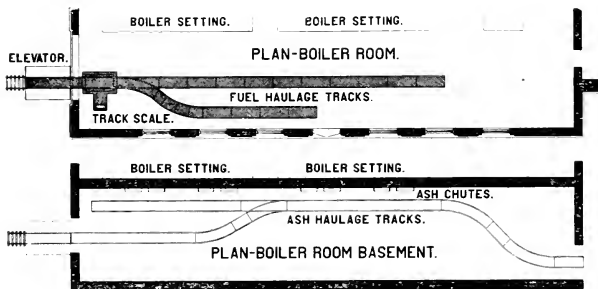 BOILER SETTING. BOILER SETTING.
ELEVATOR.
PLAN-BOILER ROOM.
FUEL HAULAGE TRACKS.
TRACK SCALE.
BOILER SETTING. BOILER SETTING.
ASH CHUTES.
ASH HAULAGE TRACKS.
PLAN-BOILER ROOM BASEMENT.